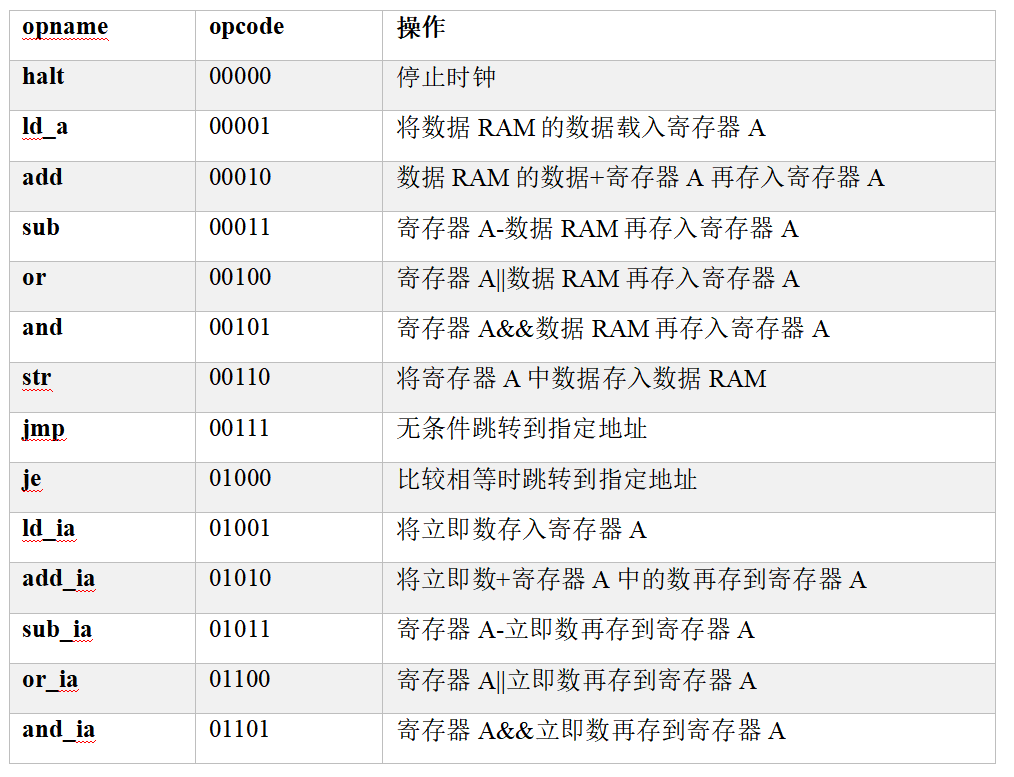 opname opcode 操作
halt 00000 停止时钟
ld_a 00001 将数据 RAM 的数据载入寄存器 A
add 00010 数据 RAM 的数据+寄存器 A 再存入寄存器 A
sub 00011 寄存器 A-数据 RAM 再存入寄存器 A
or 00100 寄存器 A||数据 RAM 再存入寄存器 A
and 00101 寄存器 A&&数据 RAM 再存入寄存器 A
str 00110 将寄存器 A 中数据存入数据 RAM
jmp 00111 无条件跳转到指定地址
je 01000 比较相等时跳转到指定地址
ld_ia 01001 将立即数存入寄存器 A
add_ia 01010 将立即数+寄存器 A 中的数再存到寄存器 A
sub_ia 01011 寄存器 A-立即数再存到寄存器 A
or_ia 01100 寄存器 A||立即数再存到寄存器 A
and_ia 01101 寄存器 A&&立即数再存到寄存器 A